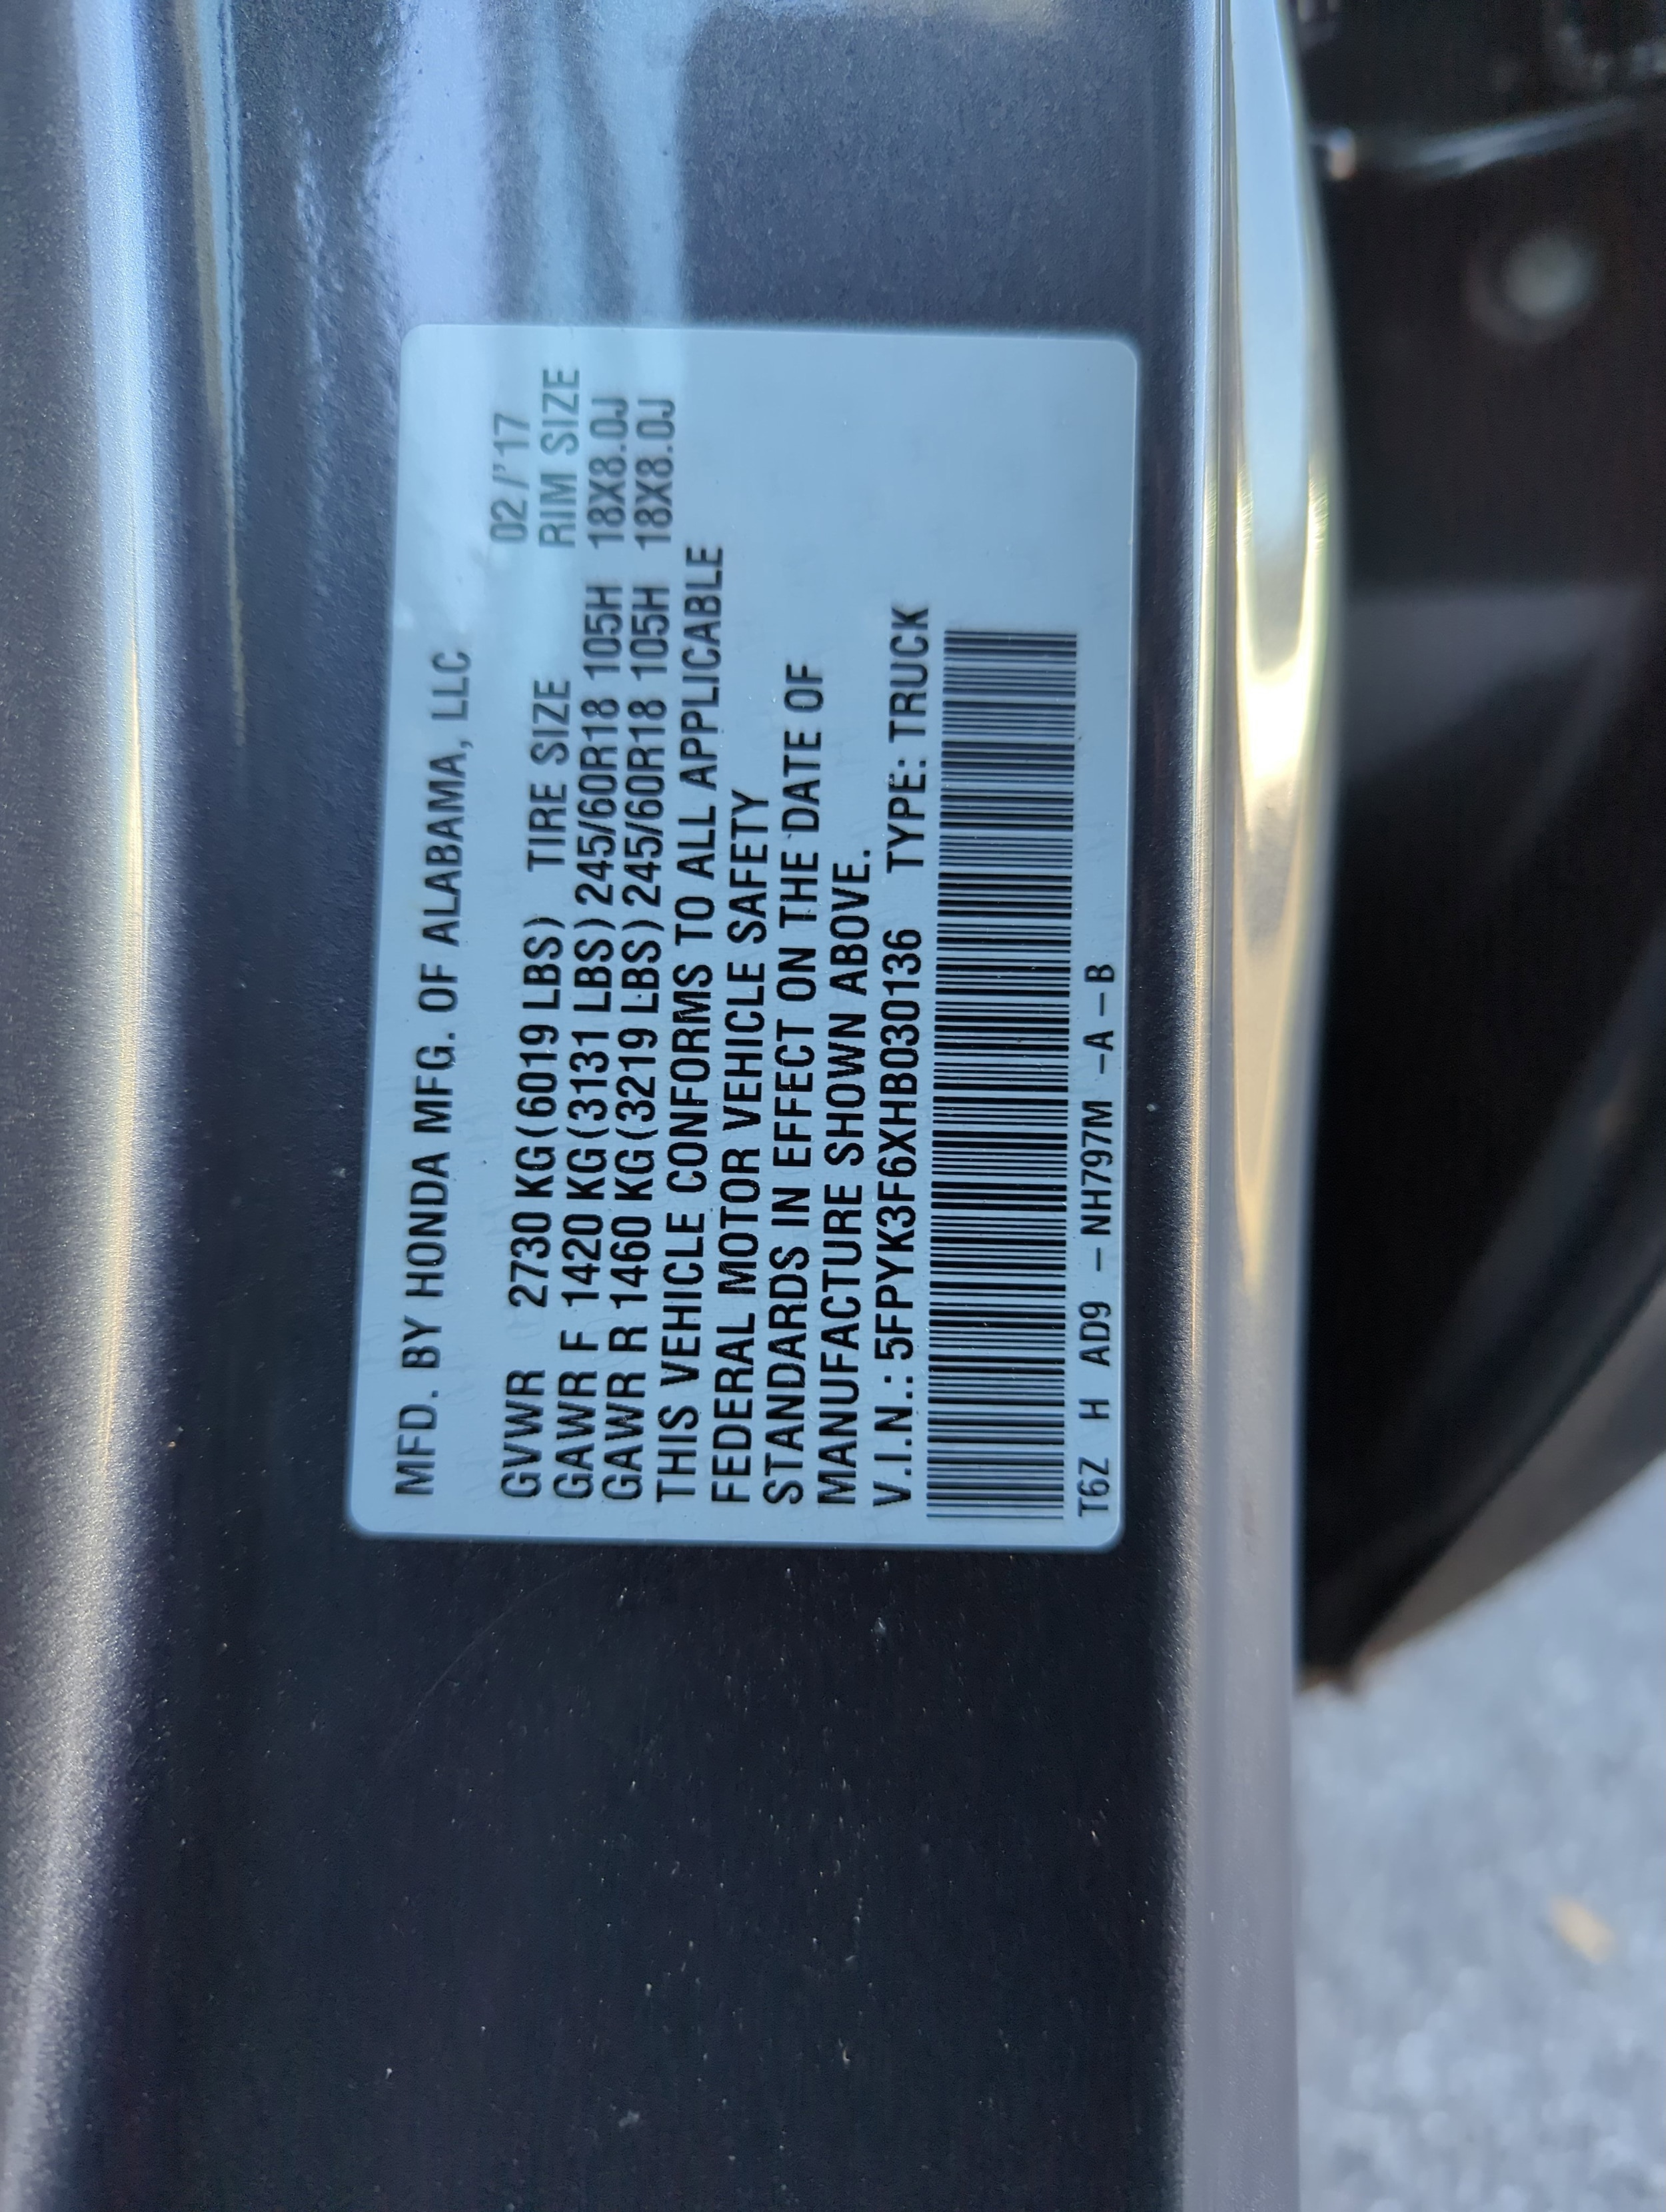 MFD. BY HONDA MFG. OF ALABAMA, LLC
02/'17
GVWR 2730 KG(6019 LBS) TIRE SIZE RIM SIZE
GAWR F 1420 KG(3131 LBS) 245/60R18 105H 18X8.0J
GAWR R 1460 KG(3219 LBS) 245/60R18 105H 18X8.0J
THIS VEHICLE CONFORMS TO ALL APPLICABLE
FEDERAL MOTOR VEHICLE SAFETY
STANDARDS IN EFFECT ON THE DATE OF
MANUFACTURE SHOWN ABOVE.
V.I.N.: 5FPYK3F6XHB030136 TYPE: TRUCK
T6Z H AD9 - NH797M -A-B